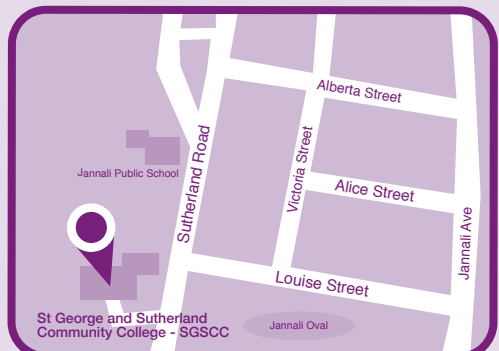 Alberta Street
Jannali Public School
Sutherland Road
Victoria Street
Alice Street
Jannali Ave
Louise Street
St George and Sutherland
Community College - SGSCC
Jannali Oval